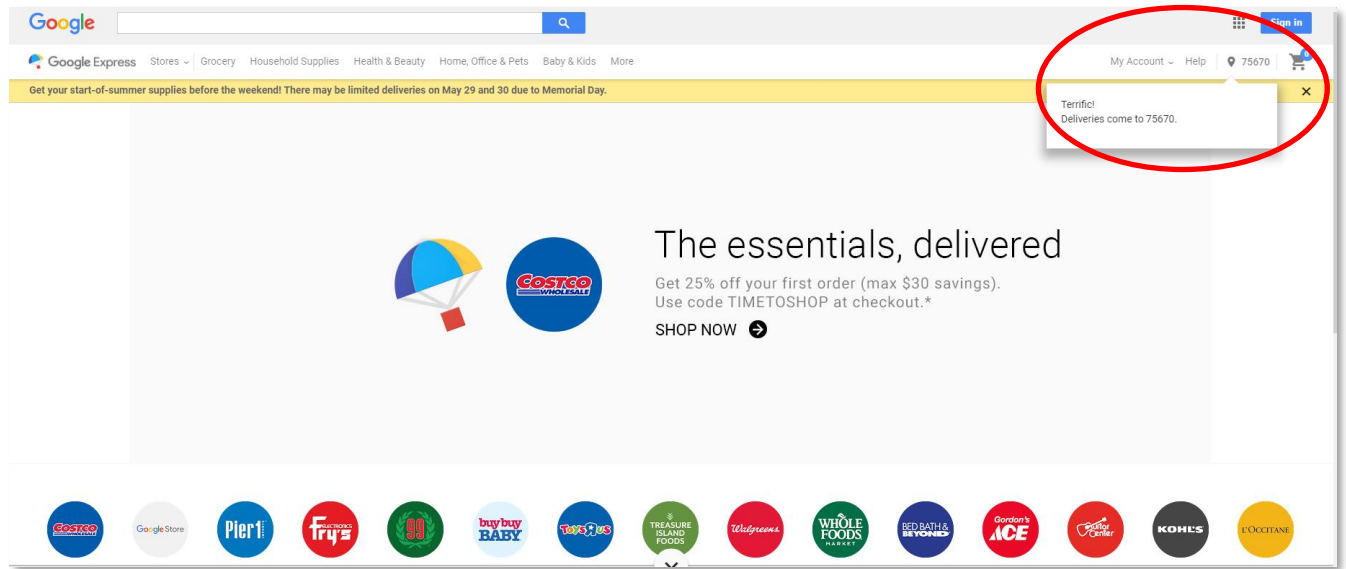 Google
Sign in
Google Express Stores Grocery Household Supplies Health & Beauty Home, Office & Pets Baby & Kids More My Account Help 75670 0
Get your start-of-summer supplies before the weekend! There may be limited deliveries on May 29 and 30 due to Memorial Day.
Terrific!
Deliveries come to 75670.
The essentials, delivered
COSTCO
WHOLESALE
Get 25% off your first order (max $30 savings).
Use code TIMETOSHOP at checkout.*
SHOP NOW
COSTCO
WHOLESALE
Google Store
Pier1
Fry's
ELECTRONICS
99
buybuy
BABY
Toys R us
TREASURE
ISLAND
FOODS
Walgreens
WHOLE
FOODS
MARKET
BED BATH &
BEYOND
Gordon's
ACE
Guitar
Center
KOHL'S
L'OCCITANE